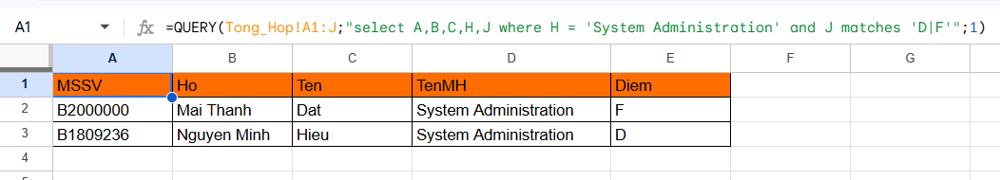 A1 fx =QUERY(Tong_Hop!A1:J;"select A,B,C,H,J where H = 'System Administration' and J matches 'D|F'";1)
A B C D E F G
1 MSSV Ho Ten TenMH Diem
2 B2000000 Mai Thanh Dat System Administration F
3 B1809236 Nguyen Minh Hieu System Administration D
4